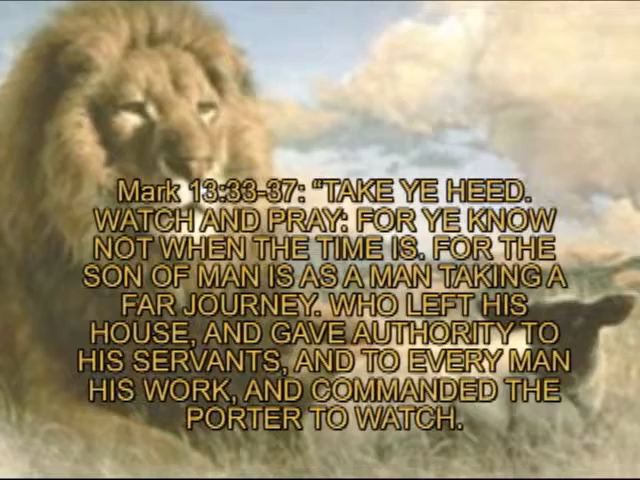 Mark 13:33-37: "TAKE YE HEED.
WATCH AND PRAY: FOR YE KNOW
NOT WHEN THE TIME IS. FOR THE
SON OF MAN IS AS A MAN TAKING A
FAR JOURNEY. WHO LEFT HIS
HOUSE, AND GAVE AUTHORITY TO
HIS SERVANTS, AND TO EVERY MAN
HIS WORK, AND COMMANDED THE
PORTER TO WATCH.